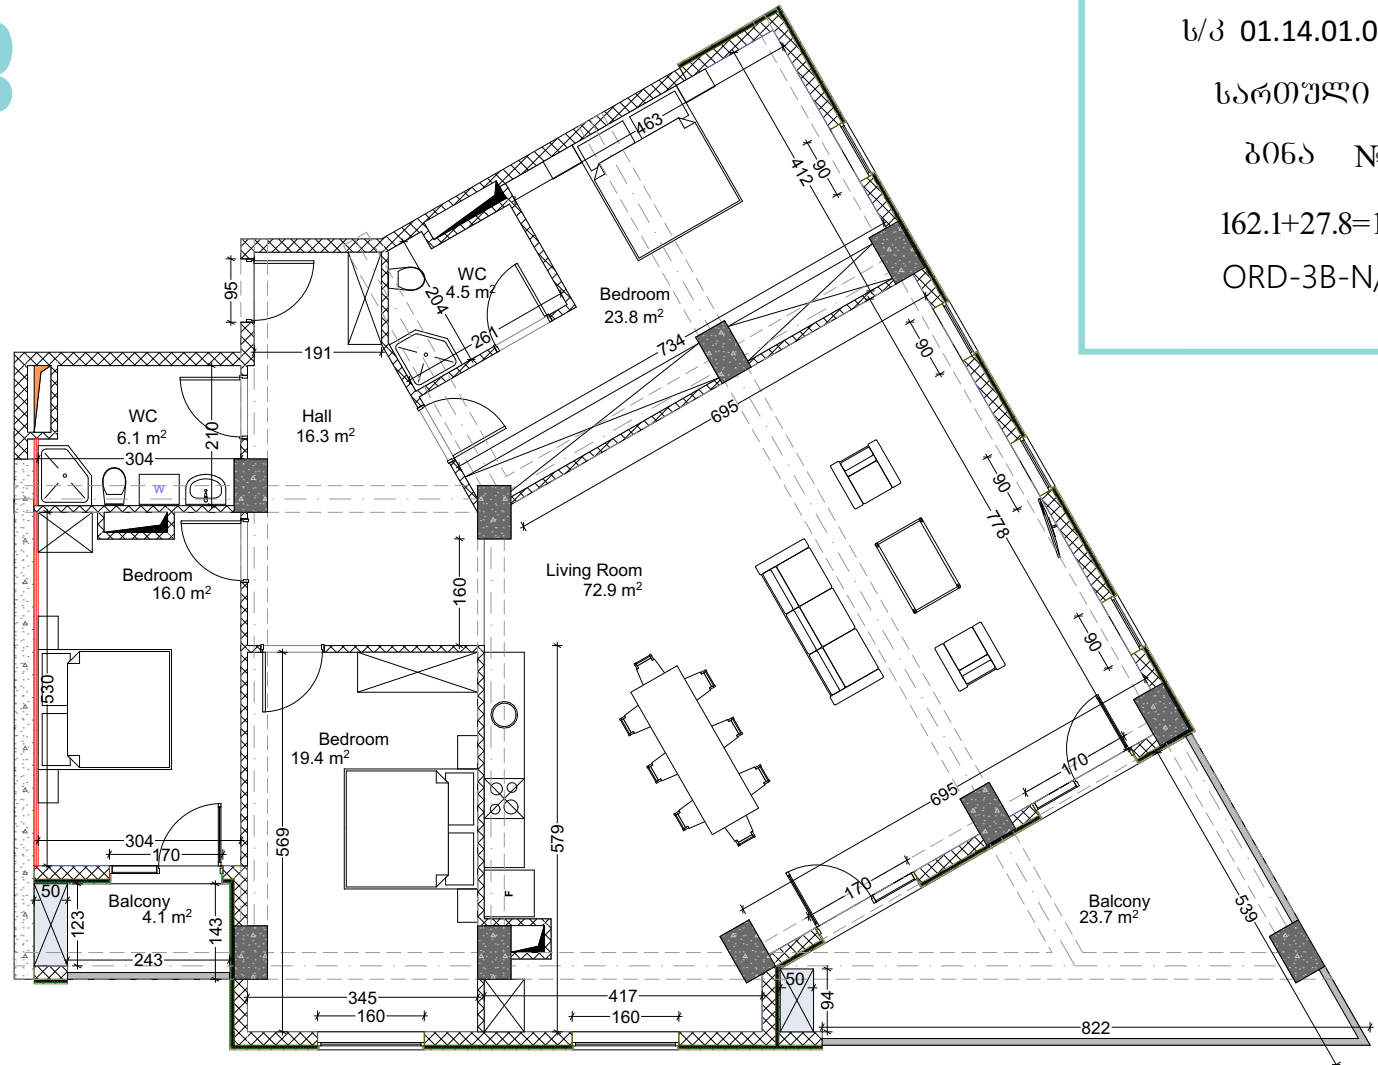 ს/კ 01.14.01.0
სართული
ბინა №
162.1+27.8=1
ORD-3B-N/
463
412
90
WC
4.5 m²
204
261
Bedroom
23.8 m²
734
95
191
90
695
WC
6.1 m²
210
304
Hall
16.3 m²
W
90
778
Bedroom
16.0 m²
Living Room
72.9 m²
160
90
530
Bedroom
19.4 m²
569
579
170
695
304
170
F
170
50
Balcony
4.1 m²
123
143
243
Balcony
23.7 m²
539
345
160
417
160
50
94
822